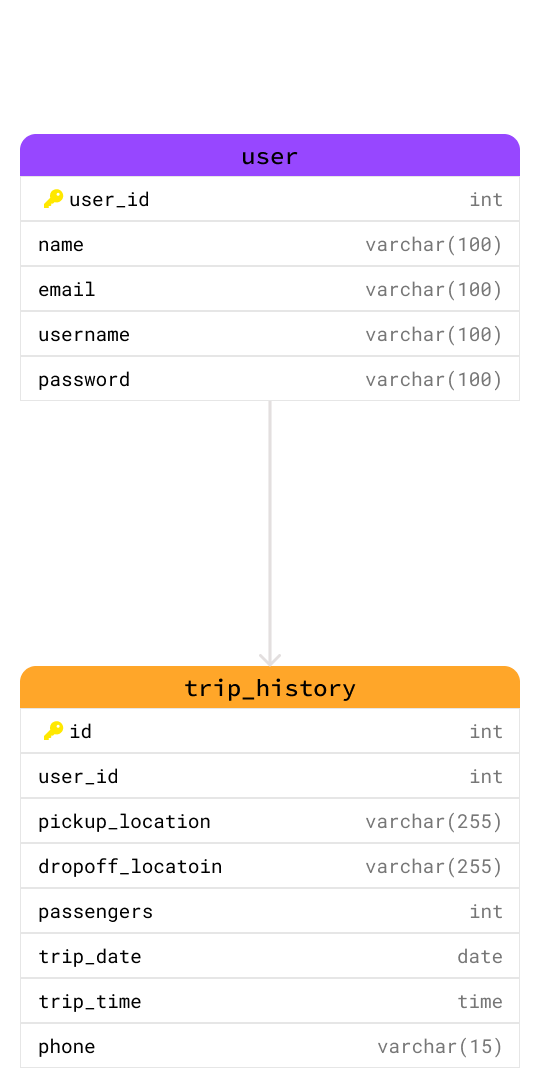 user
user_id int
name varchar(100)
email varchar(100)
username varchar(100)
password varchar(100)
trip_history
id int
user_id int
pickup_location varchar(255)
dropoff_locatoin varchar(255)
passengers int
trip_date date
trip_time time
phone varchar(15)